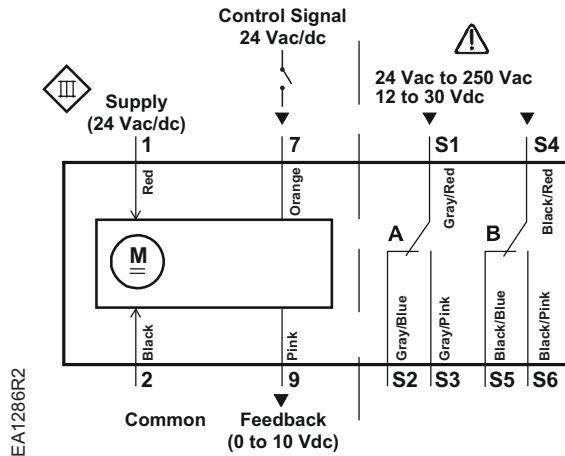 Control Signal
24 Vac/dc
III
24 Vac to 250 Vac
12 to 30 Vdc
Supply
(24 Vac/dc)
1
7
S1
S4
Red
Orange
Gray/Red
Black/Red
A
B
M
Black
Pink
Gray/Blue
Gray/Pink
Black/Blue
Black/Pink
2
9
S2
S3
S5
S6
Common
Feedback
(0 to 10 Vdc)
EA1286R2